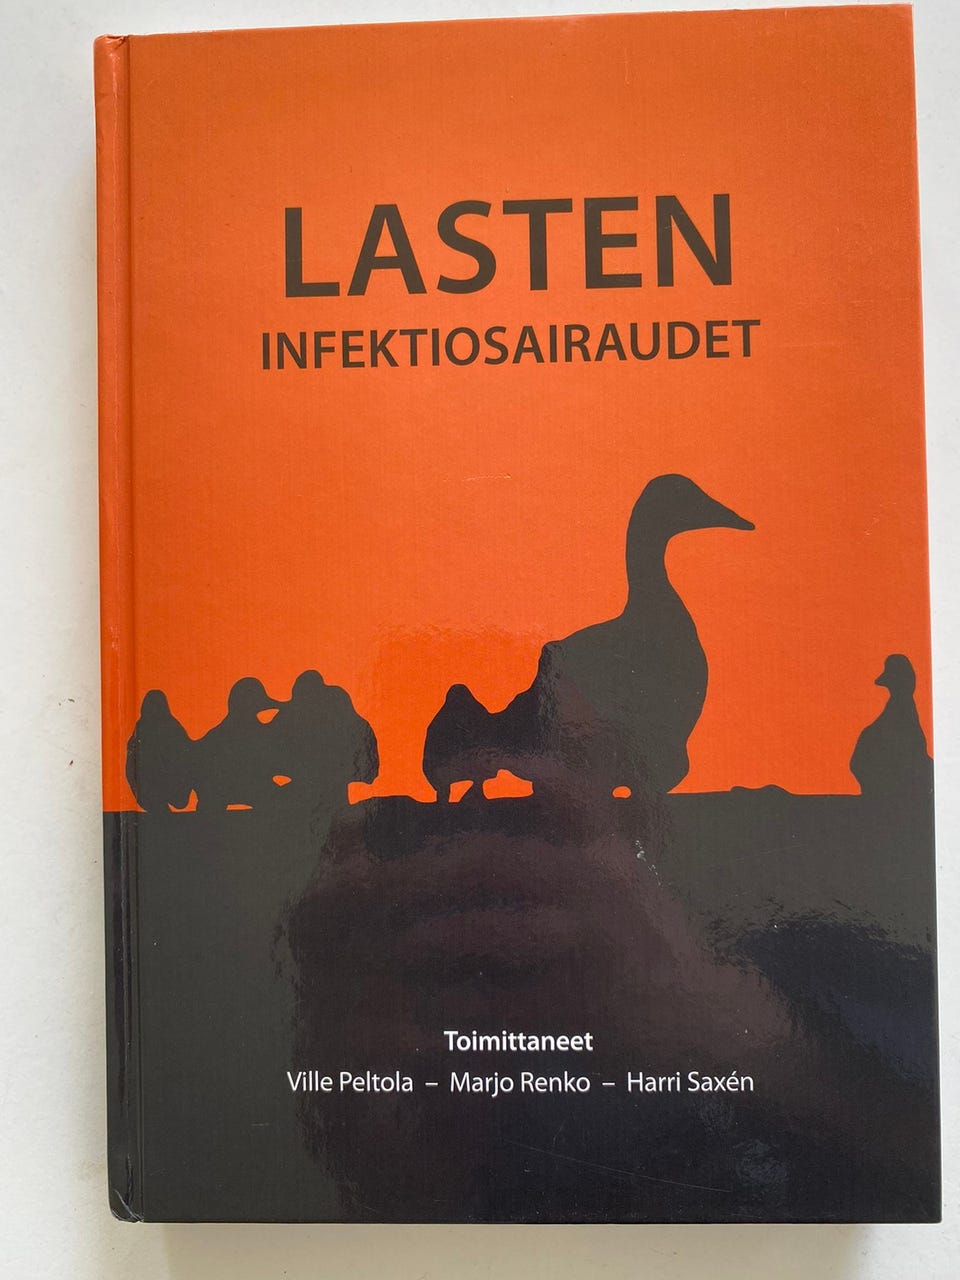 LASTEN
INFEKTIOSAIRAUDET
Toimittaneet
Ville Peltola – Marjo Renko – Harri Saxén